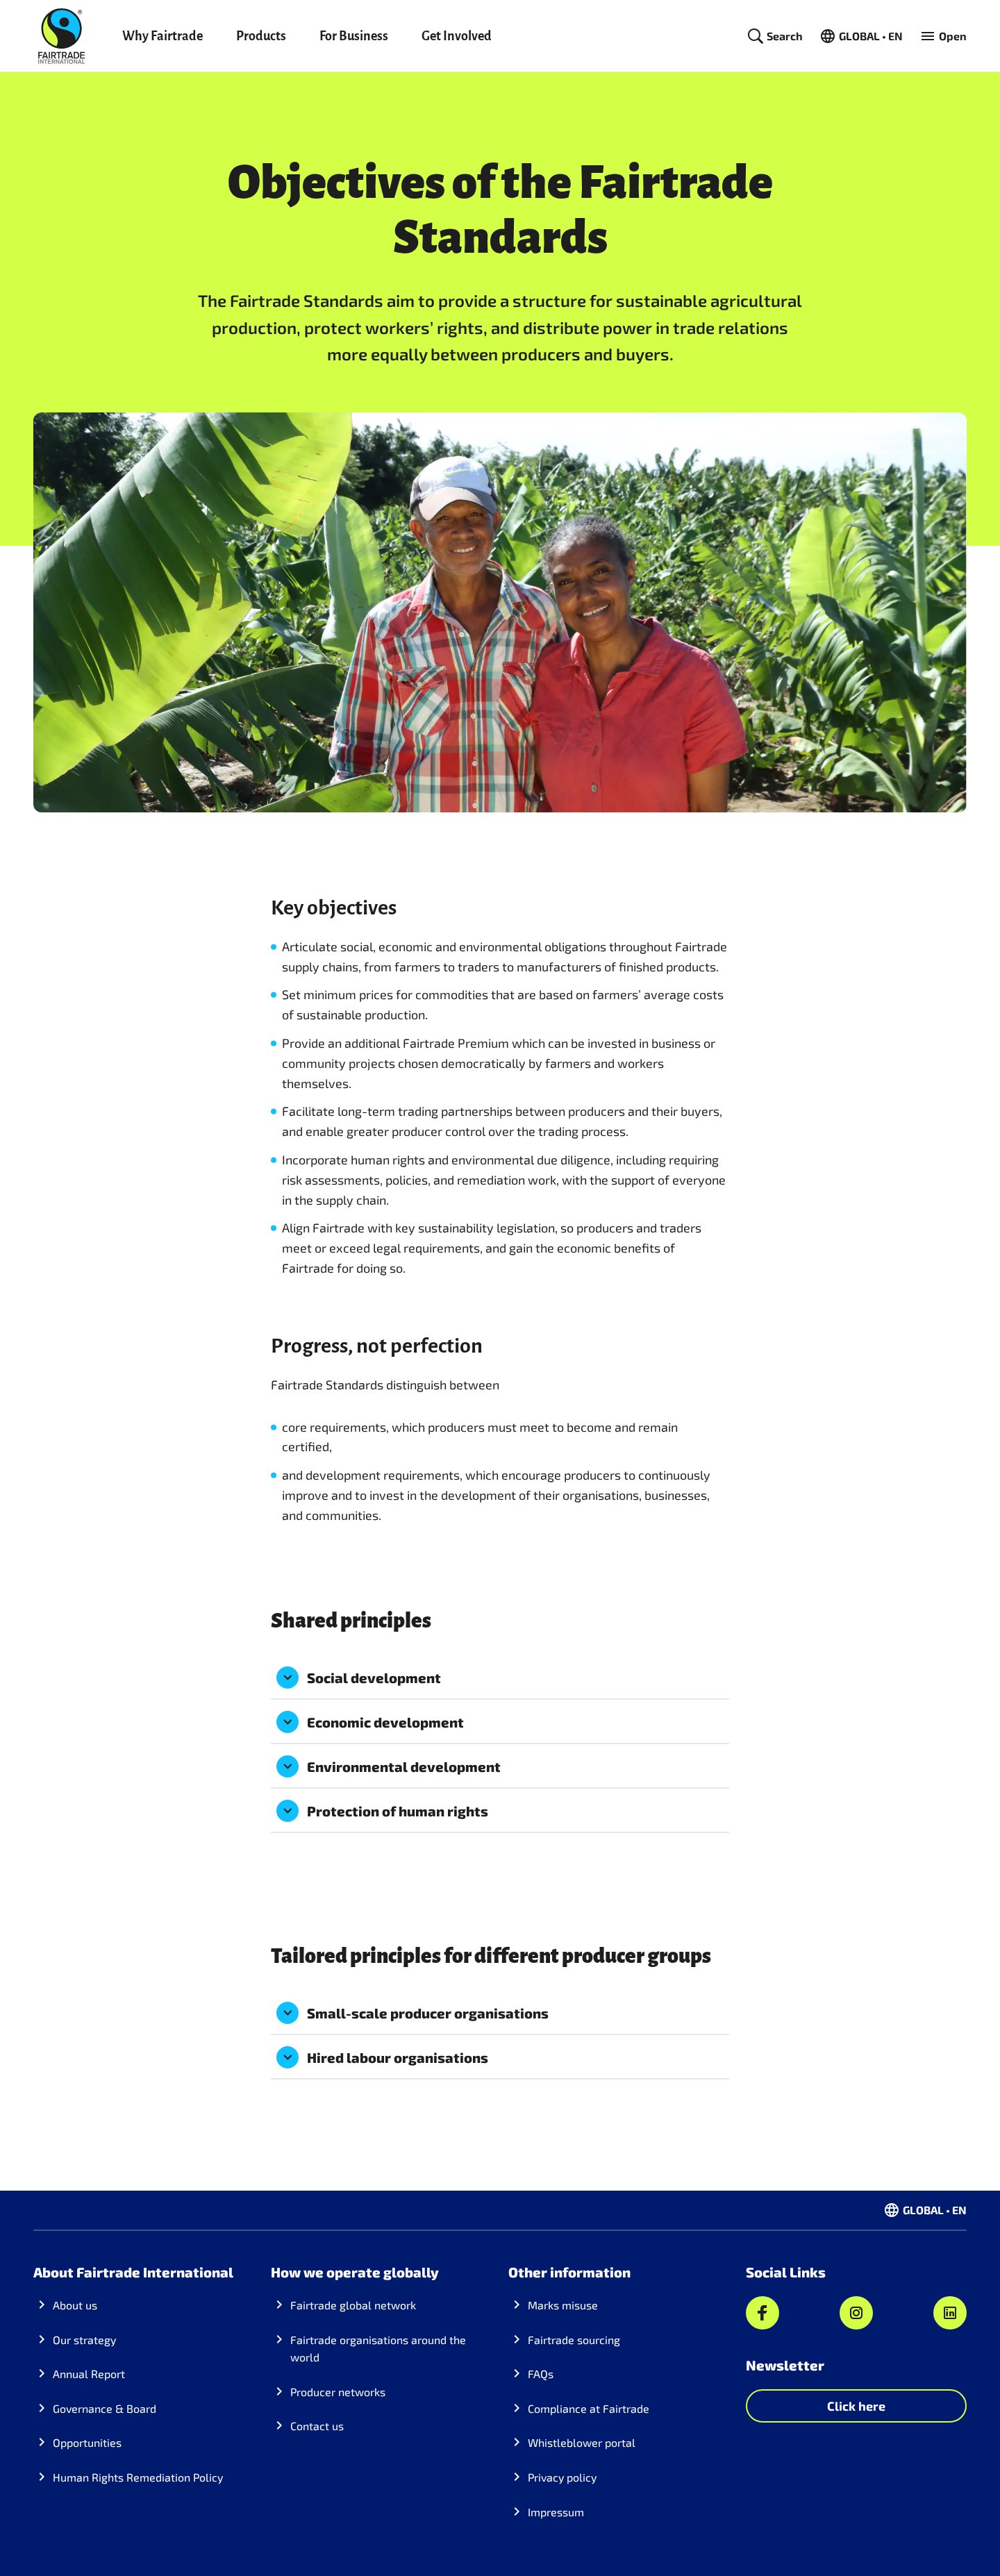 FAIRTRADE
INTERNATIONAL
Why Fairtrade
Products
For Business
Get Involved
Search
GLOBAL • EN
Open
Objectives of the Fairtrade
Standards
The Fairtrade Standards aim to provide a structure for sustainable agricultural
production, protect workers’ rights, and distribute power in trade relations
more equally between producers and buyers.
Key objectives
Articulate social, economic and environmental obligations throughout Fairtrade
supply chains, from farmers to traders to manufacturers of finished products.
Set minimum prices for commodities that are based on farmers’ average costs
of sustainable production.
Provide an additional Fairtrade Premium which can be invested in business or
community projects chosen democratically by farmers and workers
themselves.
Facilitate long-term trading partnerships between producers and their buyers,
and enable greater producer control over the trading process.
Incorporate human rights and environmental due diligence, including requiring
risk assessments, policies, and remediation work, with the support of everyone
in the supply chain.
Align Fairtrade with key sustainability legislation, so producers and traders
meet or exceed legal requirements, and gain the economic benefits of
Fairtrade for doing so.
Progress, not perfection
Fairtrade Standards distinguish between
core requirements, which producers must meet to become and remain
certified,
and development requirements, which encourage producers to continuously
improve and to invest in the development of their organisations, businesses,
and communities.
Shared principles
Social development
Economic development
Environmental development
Protection of human rights
Tailored principles for different producer groups
Small-scale producer organisations
Hired labour organisations
GLOBAL • EN
About Fairtrade International
About us
Our strategy
Annual Report
Governance & Board
Opportunities
Human Rights Remediation Policy
How we operate globally
Fairtrade global network
Fairtrade organisations around the
world
Producer networks
Contact us
Other information
Marks misuse
Fairtrade sourcing
FAQs
Compliance at Fairtrade
Whistleblower portal
Privacy policy
Impressum
Social Links
Newsletter
Click here